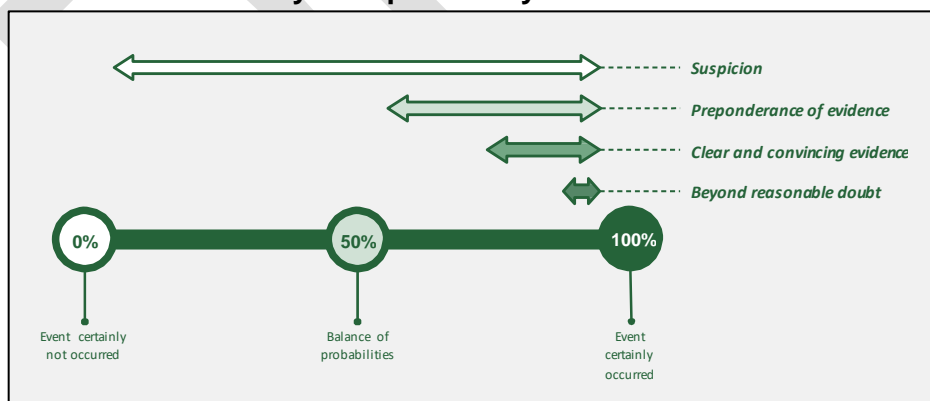 Suspicion
Preponderance of evidence
Clear and convincing evidence
Beyond reasonable doubt
0%
50%
100%
Event certainly
not occurred
Balance of
probabilities
Event
certainly
occurred